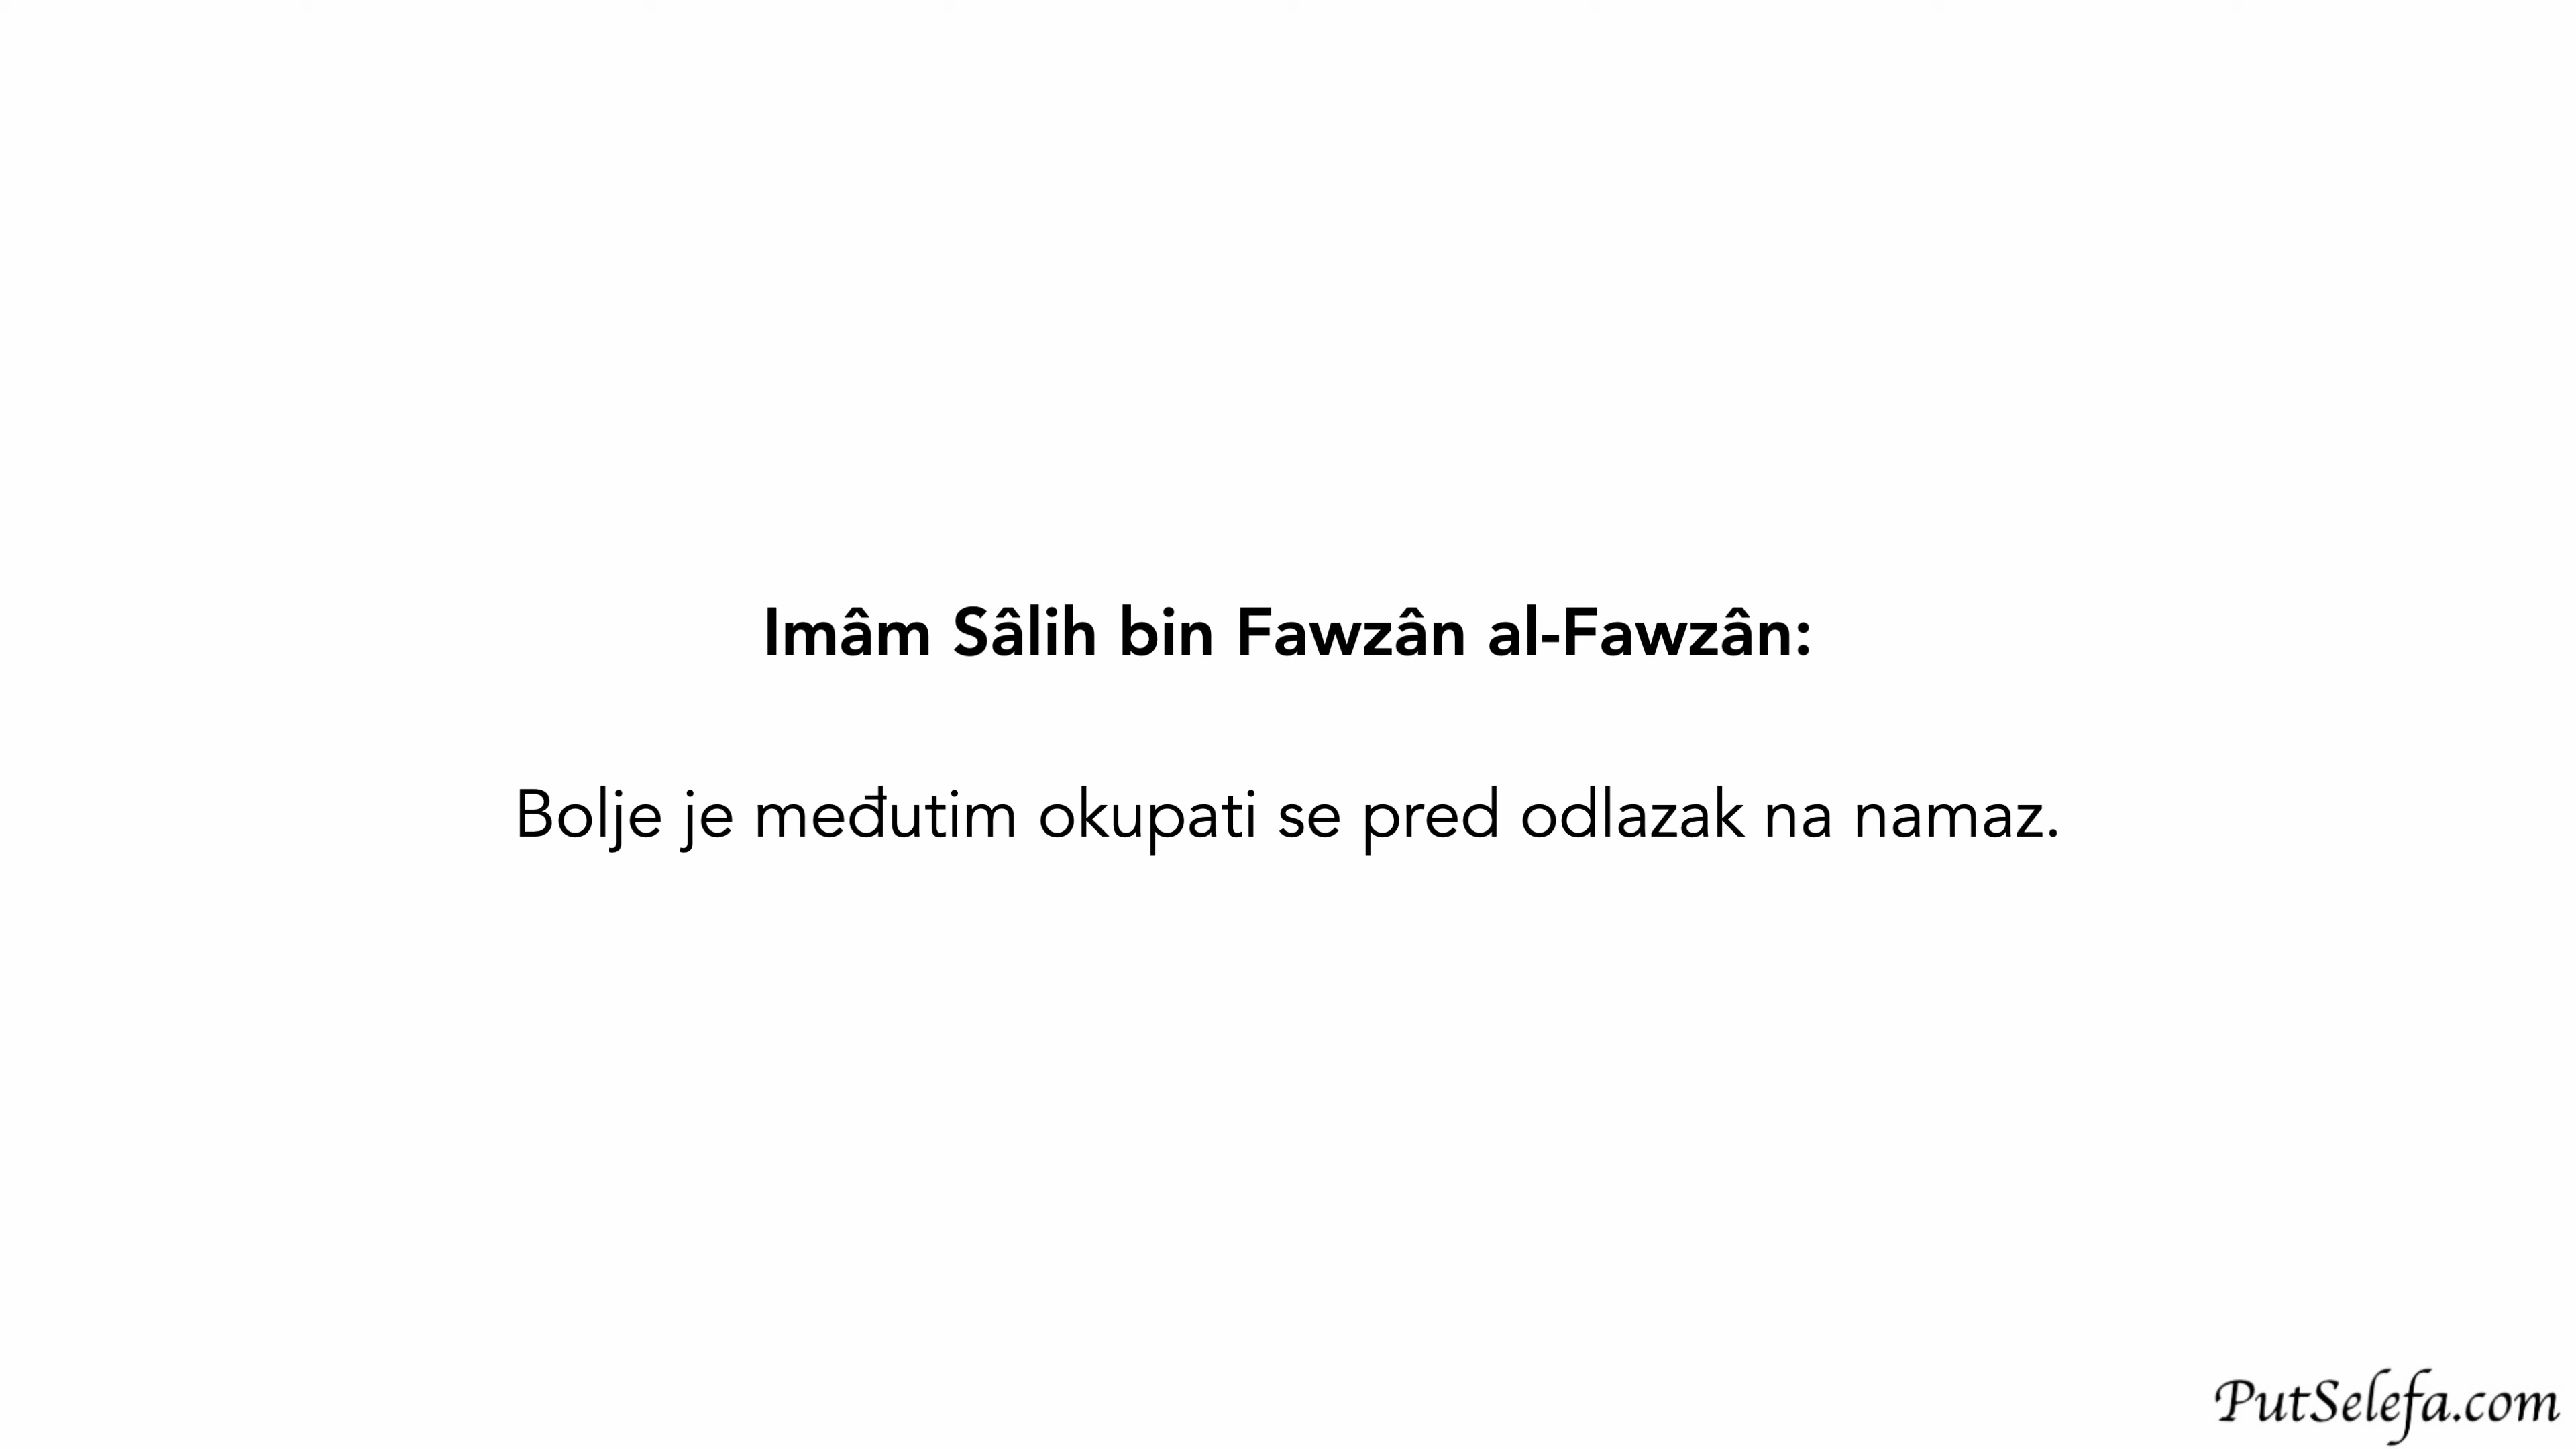 Imâm Sâlih bin Fawzân al-Fawzân:
Bolje je međutim okupati se pred odlazak na namaz.
PutSelefa.com